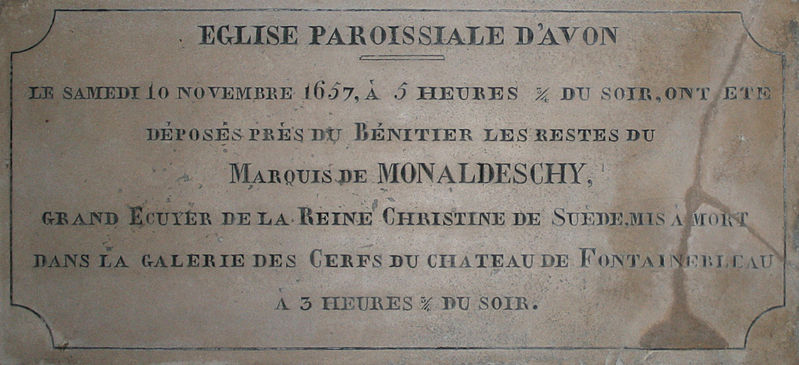 EGLISE PAROISSIALE D'AVON
LE SAMEDI 10 NOVEMBRE 1657, À 5 HEURES ¾ DU SOIR, ONT ETE
DÉPOSÉS PRÈS DU BÉNITIER LES RESTES DU
MARQUIS DE MONALDESCHY,
GRAND ECUYER DE LA REINE CHRISTINE DE SUÈDE, MIS À MORT
DANS LA GALERIE DES CERFS DU CHATEAU DE FONTAINEBLEAU
À 3 HEURES ¾ DU SOIR.